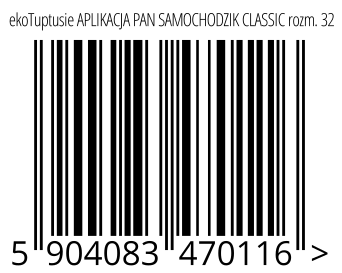 ekoTuptusie APLIKACJA PAN SAMOCHODZIK CLASSIC rozm. 32
5 904083 470116 >